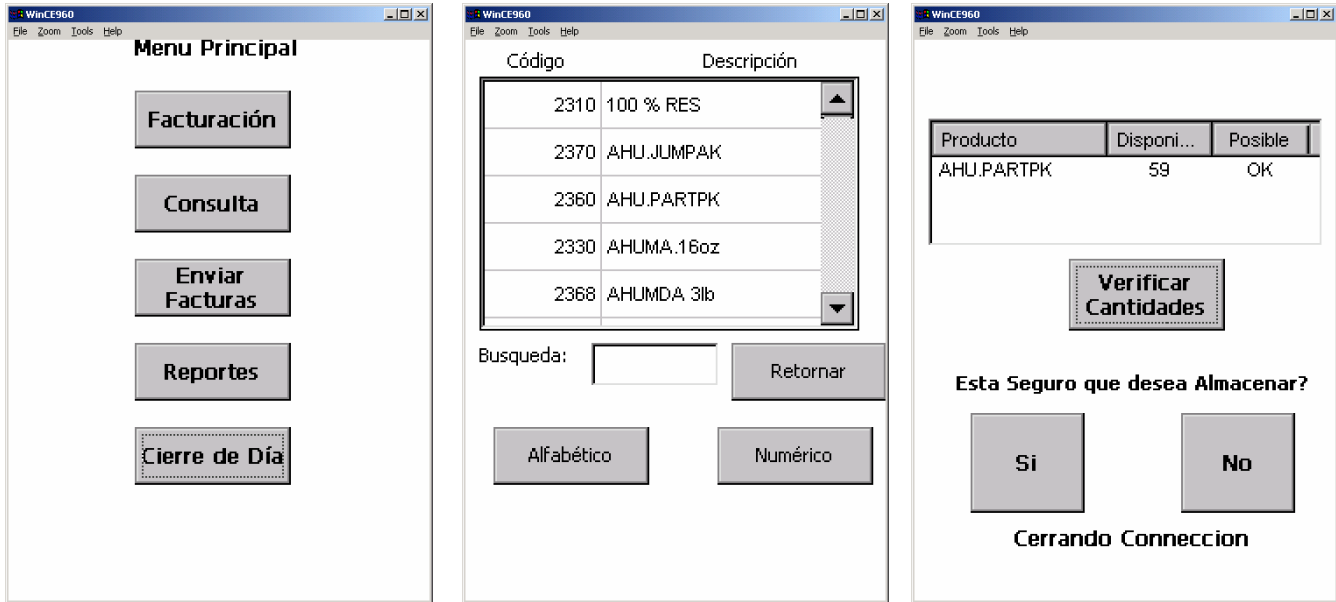 WinCE960
File Zoom Tools Help
Menu Principal
Facturación
Consulta
Enviar
Facturas
Reportes
Cierre de Día
WinCE960
File Zoom Tools Help
Código Descripción
2310 100 % RES
2370 AHU.JUMPAK
2360 AHU.PARTPK
2330 AHUMA.16oz
2368 AHUMDA 3lb
Busqueda:
Retornar
Alfabético Numérico
WinCE960
File Zoom Tools Help
Producto Disponi... Posible
AHU.PARTPK 59 OK
Verificar
Cantidades
Esta Seguro que desea Almacenar?
Si No
Cerrando Conneccion